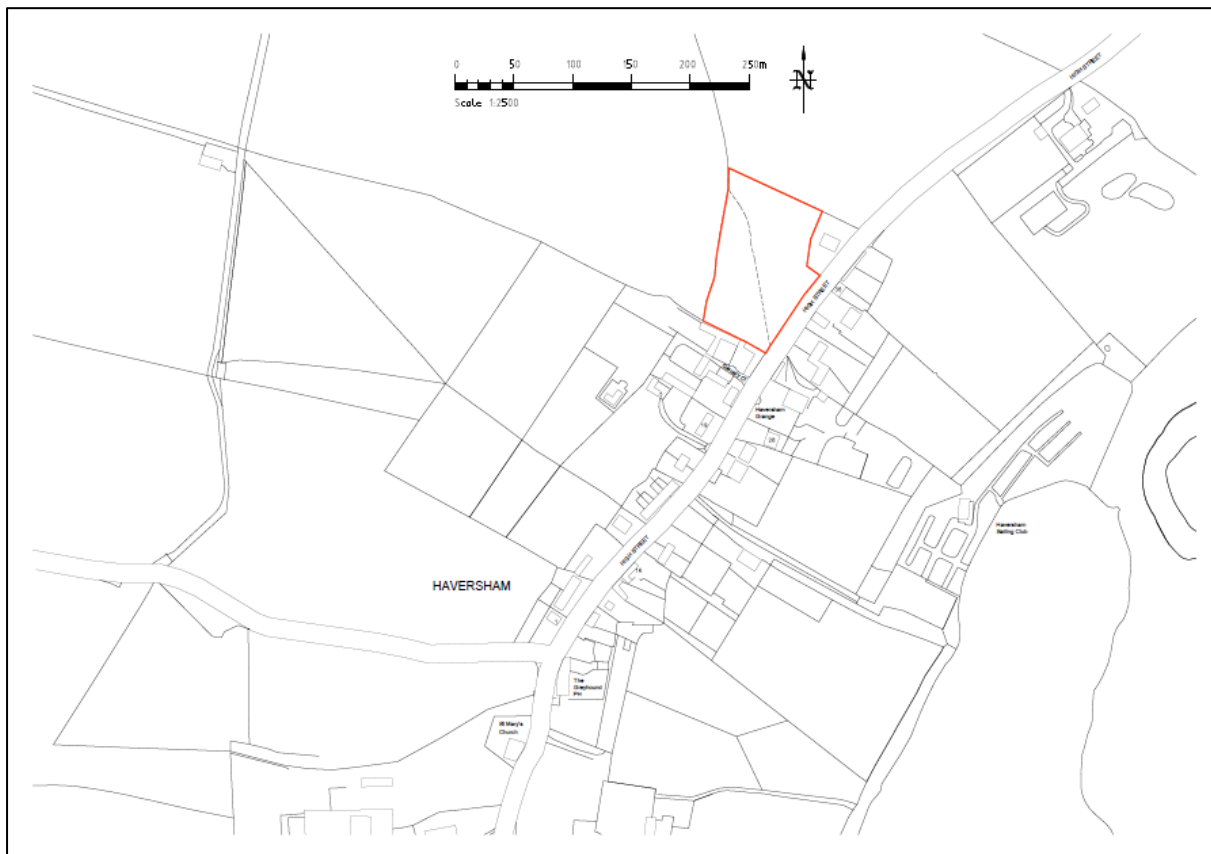 0 50 100 150 200 250m
Scale 1:2500
N
HIGH STREET
HIGH STREET
Haversham
Grange
HIGH STREET
Haversham
Sailing Club
HAVERSHAM
The
Greyhound
PH
St Mary's
Church